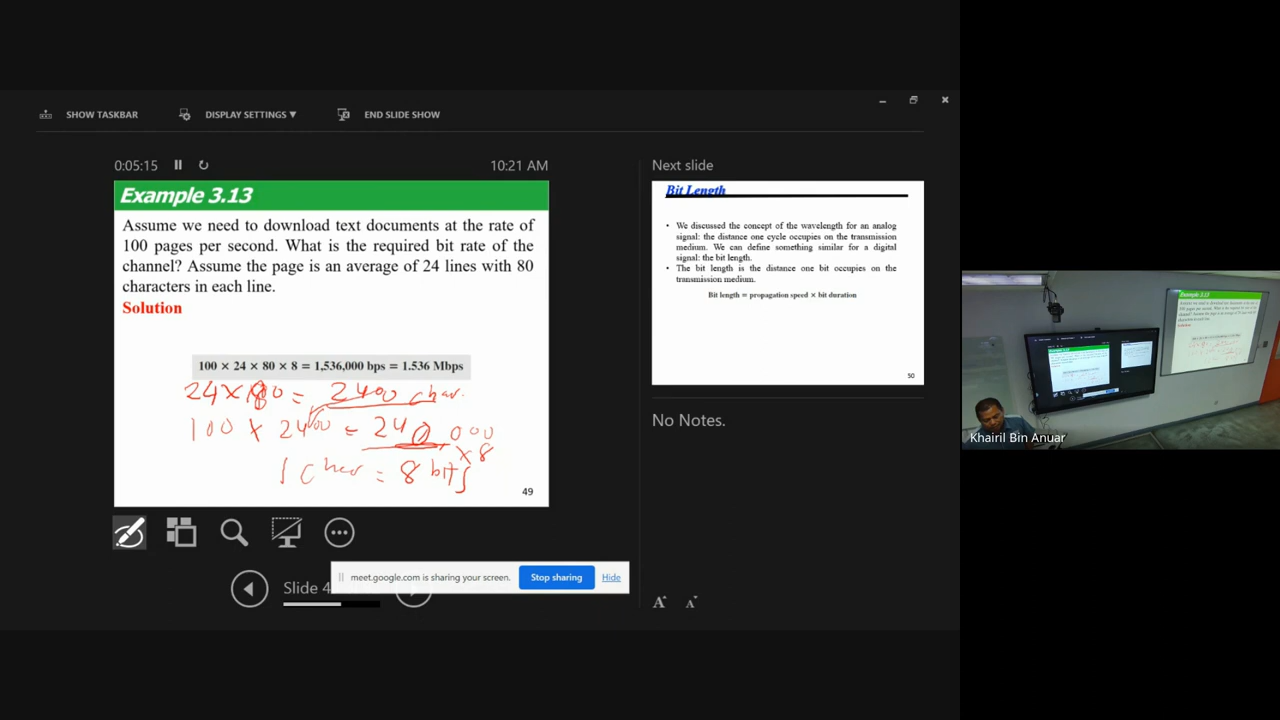 SHOW TASKBAR
DISPLAY SETTINGS ▼
END SLIDE SHOW
0:05:15
10:21 AM
Example 3.13
Assume we need to download text documents at the rate of
100 pages per second. What is the required bit rate of the
channel? Assume the page is an average of 24 lines with 80
characters in each line.
Solution
100 × 24 × 80 × 8 = 1,536,000 bps = 1.536 Mbps
24 × 80 = 2400 char.
100 × 2400 = 240 000
× 8
1 char = 8 bits
49
Slide 4
meet.google.com is sharing your screen.
Stop sharing
Hide
Next slide
Bit Length
• We discussed the concept of the wavelength for an analog
signal: the distance one cycle occupies on the transmission
medium. We can define something similar for a digital
signal: the bit length.
• The bit length is the distance one bit occupies on the
transmission medium.
Bit length = propagation speed × bit duration
50
No Notes.
A A
Khairil Bin Anuar
Example 3.13
Solution